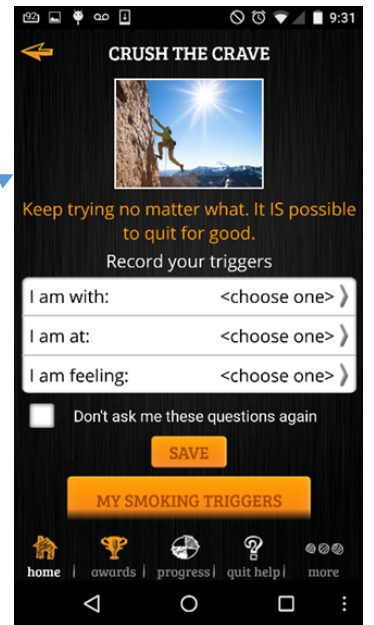 92 9:31
CRUSH THE CRAVE
Keep trying no matter what. It IS possible
to quit for good.
Record your triggers
I am with: <choose one>
I am at: <choose one>
I am feeling: <choose one>
Don't ask me these questions again
SAVE
MY SMOKING TRIGGERS
home awards progress quit help more